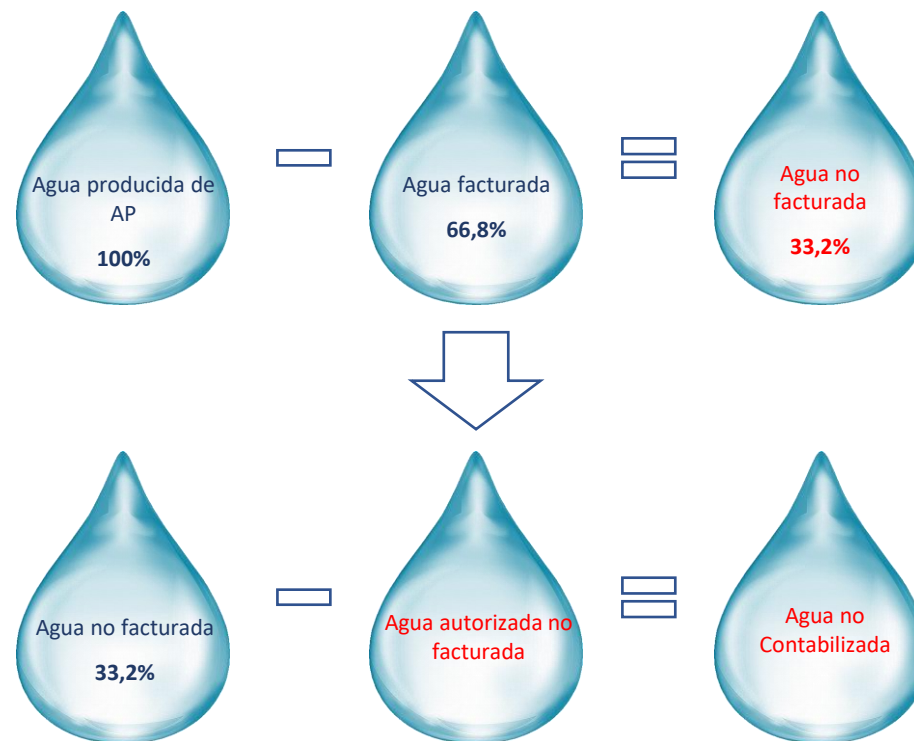 Agua producida de
AP
100%
Agua facturada
66,8%
Agua no
facturada
33,2%
Agua no facturada
33,2%
Agua autorizada no
facturada
Agua no
Contabilizada